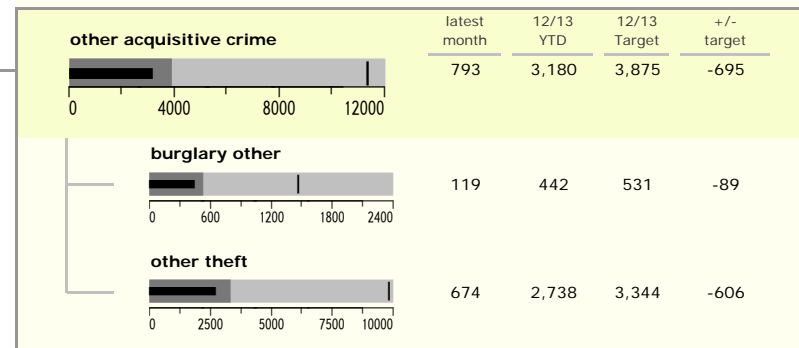 latest month
12/13 YTD
12/13 Target
+/- target
other acquisitive crime
793 3,180 3,875 -695
0 4000 8000 12000
burglary other
119 442 531 -89
0 600 1200 1800 2400
other theft
674 2,738 3,344 -606
0 2500 5000 7500 10000